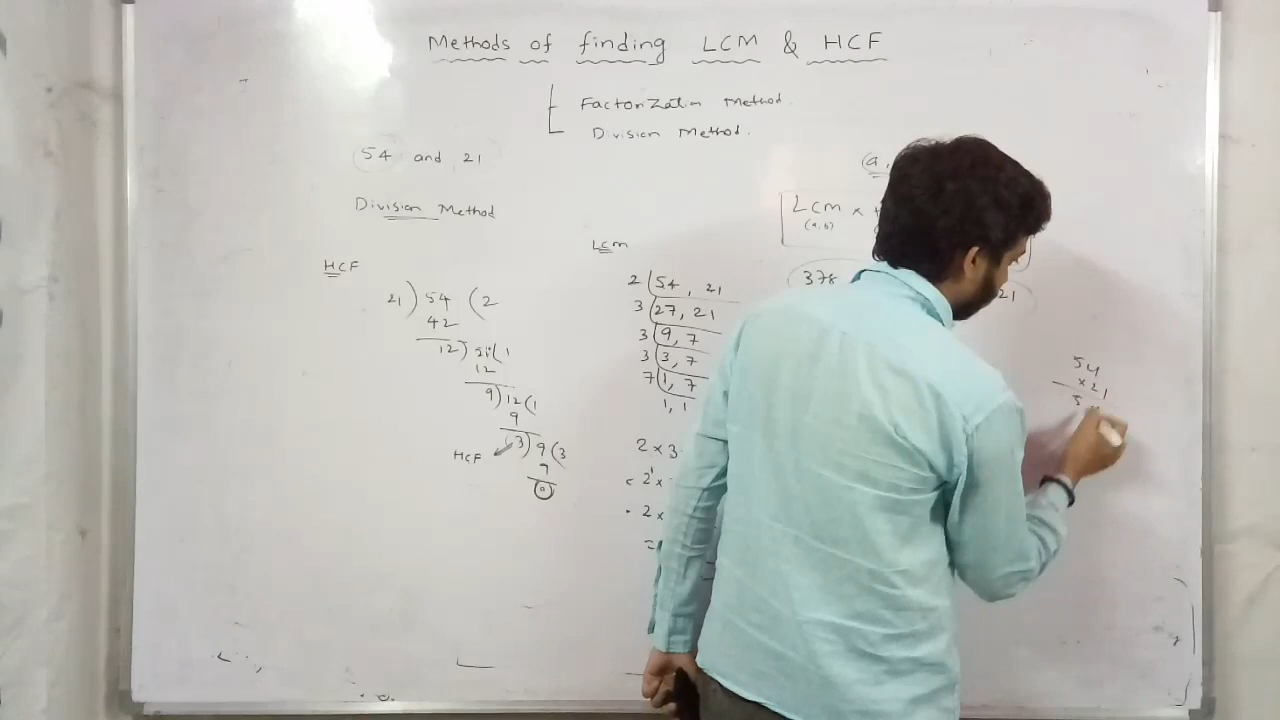 Methods of finding LCM & HCF
Factorization Method
Division Method.
54 and 21
Division Method
(a,
LCM x
(a,b)
HCF
LCM
378
21
21) 54 (2
42
12) (1
12
9) 12 (1
9
3) 9 (3
9
0
HCF
2 (54, 21
3 (27, 21
3 (9, 7
3 (3, 7
7 (1, 7
1, 1
2 x 3
2¹ x
2 x
=
54
x 21
5